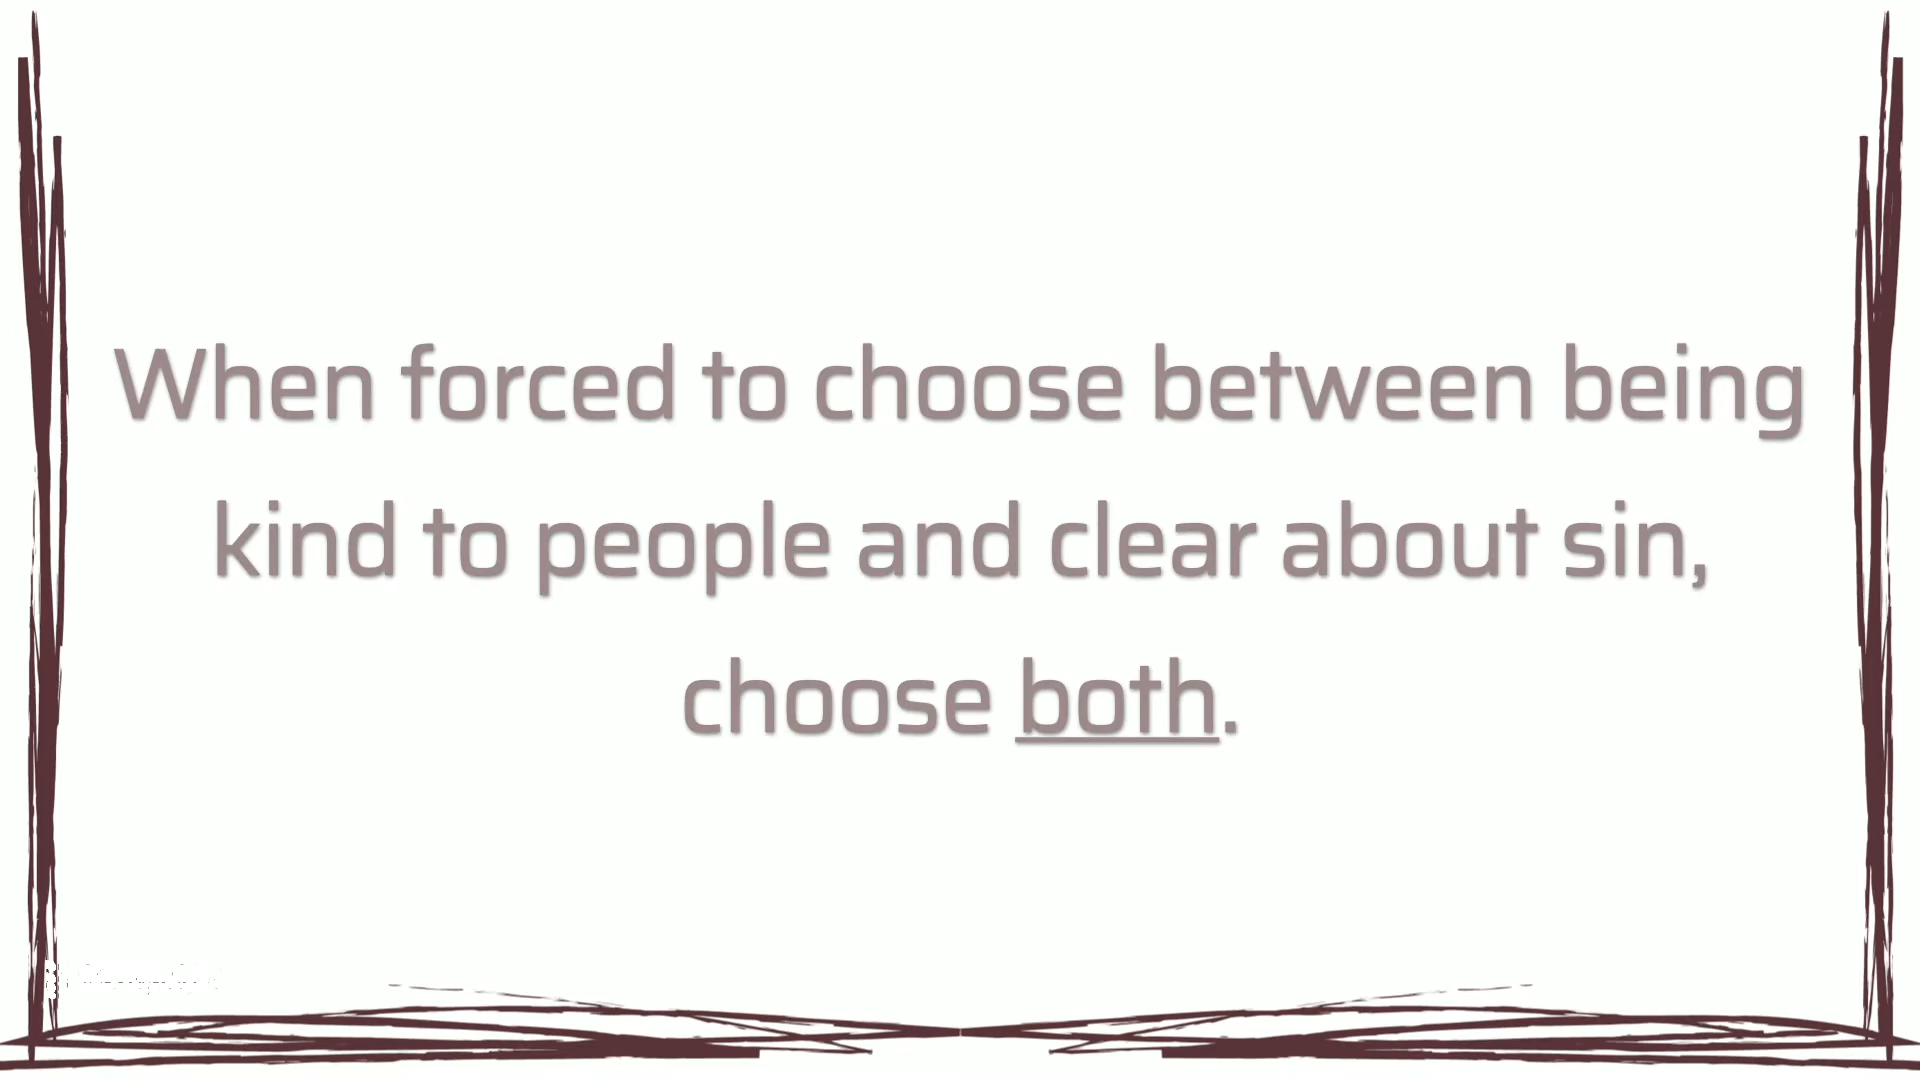 When forced to choose between being
kind to people and clear about sin,
choose both.